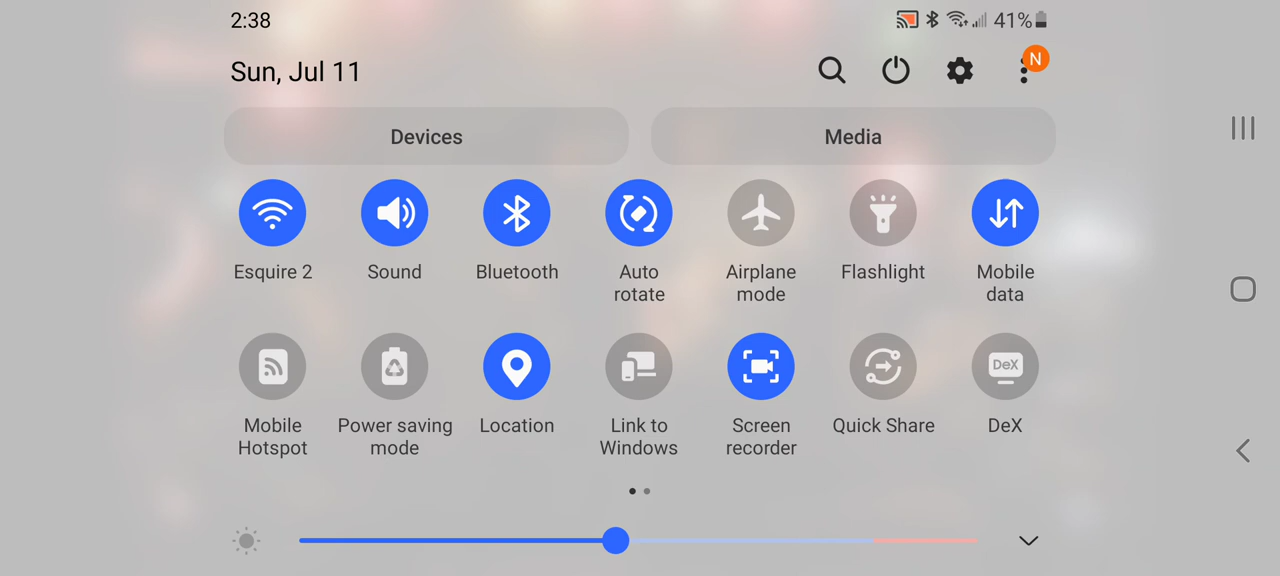 2:38
41%
Sun, Jul 11
N
Devices
Media
Esquire 2
Sound
Bluetooth
Auto
rotate
Airplane
mode
Flashlight
Mobile
data
DeX
Mobile
Hotspot
Power saving
mode
Location
Link to
Windows
Screen
recorder
Quick Share
DeX